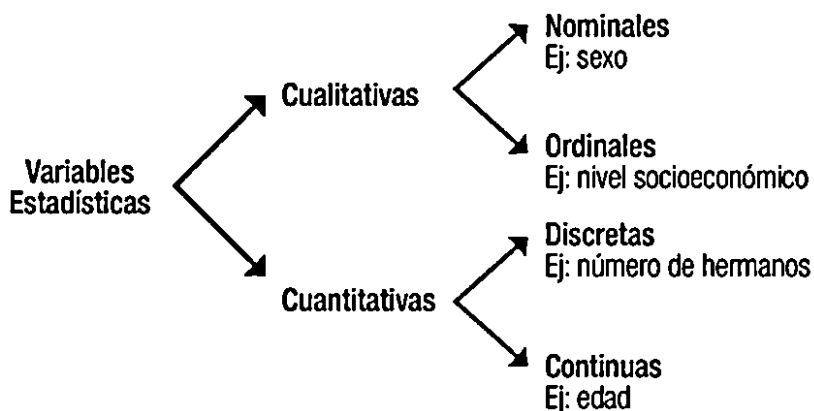 Variables
Estadísticas
Cualitativas
Nominales
Ej: sexo
Ordinales
Ej: nivel socioeconómico
Cuantitativas
Discretas
Ej: número de hermanos
Continuas
Ej: edad